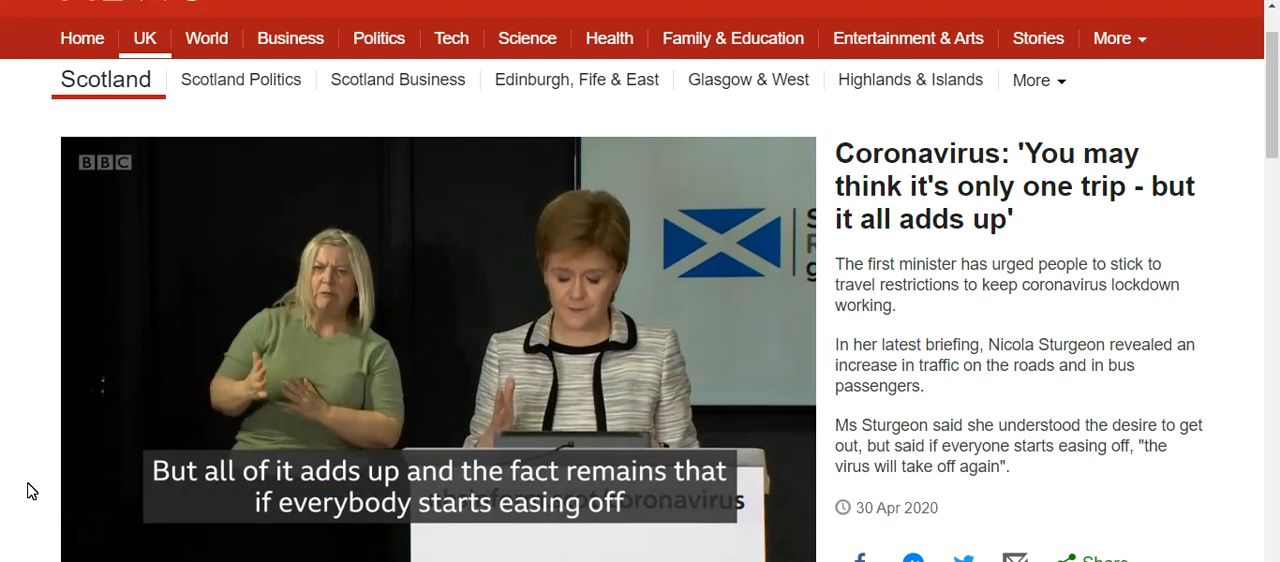 Home UK World Business Politics Tech Science Health Family & Education Entertainment & Arts Stories More
Scotland Scotland Politics Scotland Business Edinburgh, Fife & East Glasgow & West Highlands & Islands More
BBC
But all of it adds up and the fact remains that
if everybody starts easing off
coronavirus
Coronavirus: 'You may
think it's only one trip - but
it all adds up'
The first minister has urged people to stick to
travel restrictions to keep coronavirus lockdown
working.
In her latest briefing, Nicola Sturgeon revealed an
increase in traffic on the roads and in bus
passengers.
Ms Sturgeon said she understood the desire to get
out, but said if everyone starts easing off, "the
virus will take off again".
30 Apr 2020
Share